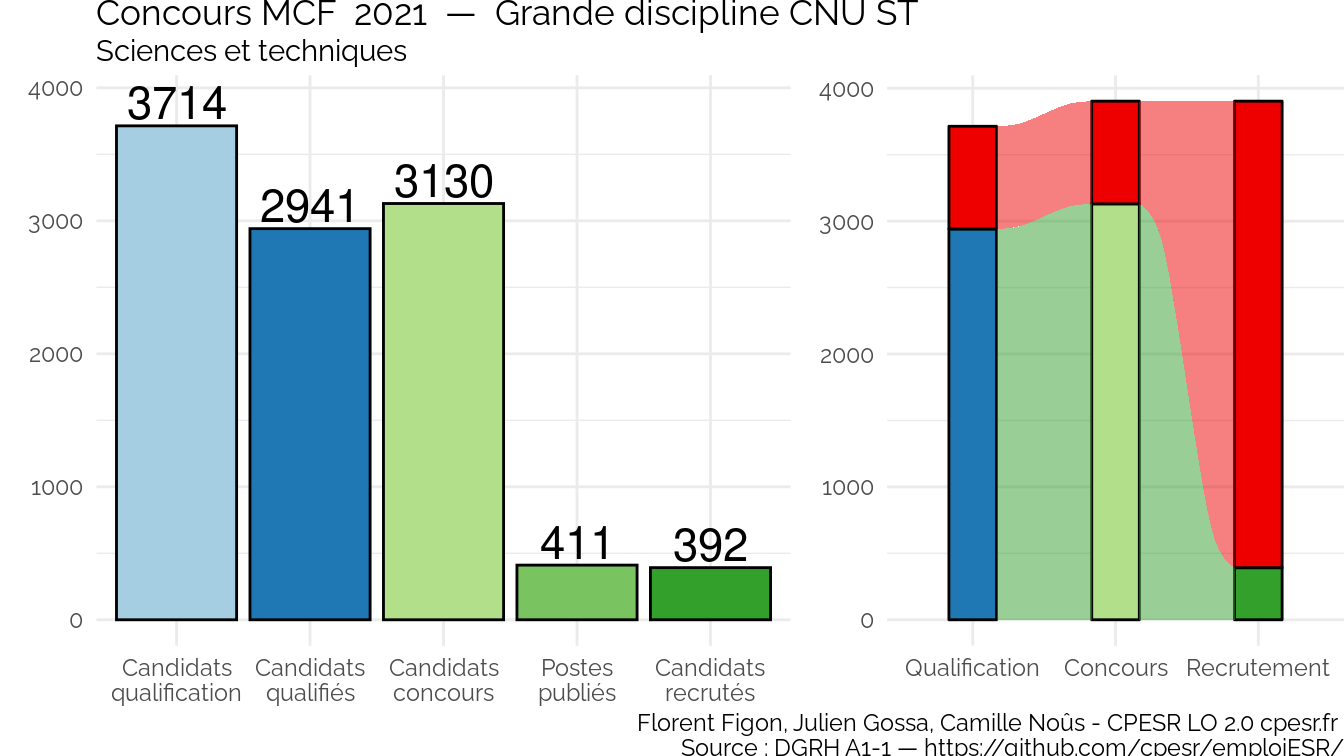 Concours MCF 2021 — Grande discipline CNU ST
Sciences et techniques
4000
3000
2000
1000
0
3714
2941
3130
411
392
Candidats qualification
Candidats qualifiés
Candidats concours
Postes publiés
Candidats recrutés
4000
3000
2000
1000
0
Qualification Concours Recrutement
Florent Figon, Julien Gossa, Camille Noûs - CPESR LO 2.0 cpesr.fr
Source : DGRH A1-1 — https://github.com/cpesr/emploiESR/